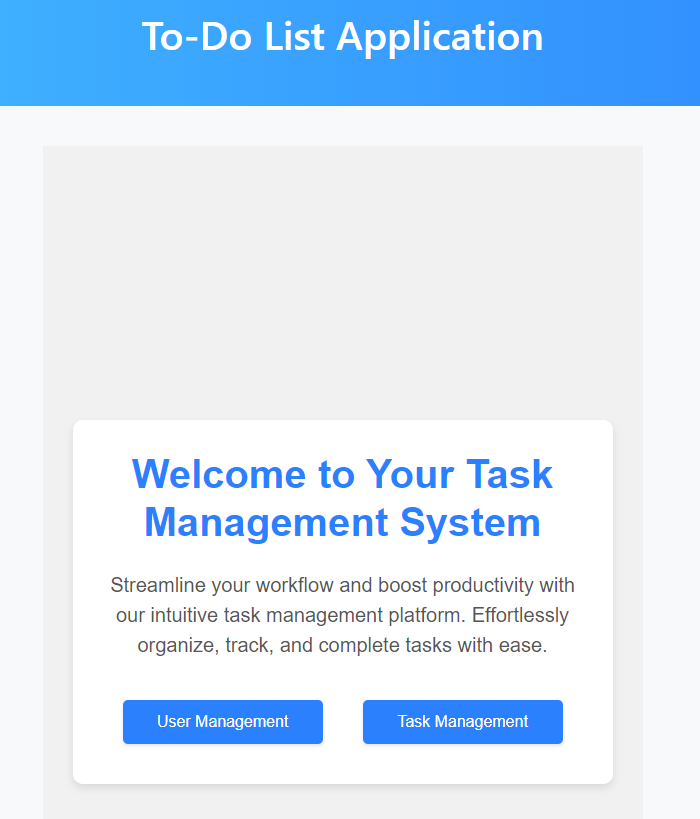 To-Do List Application
Welcome to Your Task
Management System
Streamline your workflow and boost productivity with
our intuitive task management platform. Effortlessly
organize, track, and complete tasks with ease.
User Management
Task Management